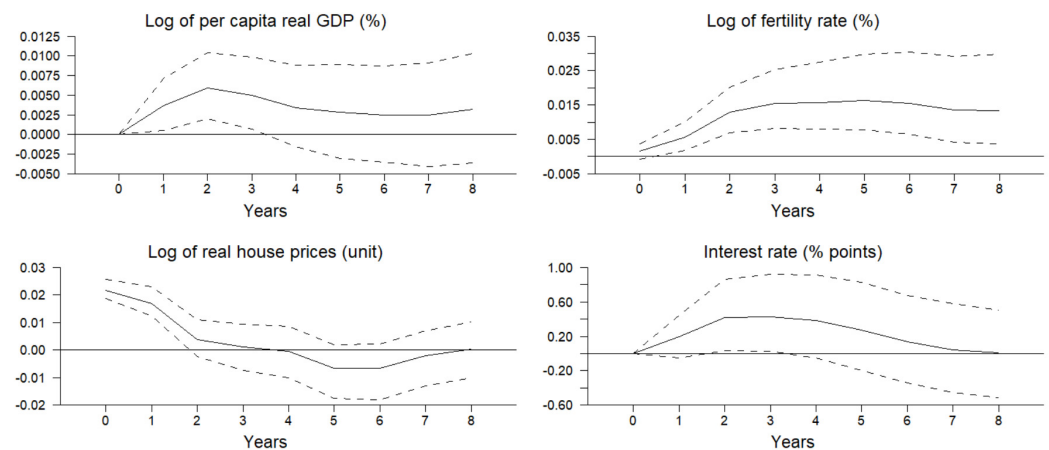 Log of per capita real GDP (%)
0.0125
0.0100
0.0075
0.0050
0.0025
0.0000
-0.0025
-0.0050
0 1 2 3 4 5 6 7 8
Years
Log of fertility rate (%)
0.035
0.025
0.015
0.005
-0.005
0 1 2 3 4 5 6 7 8
Years
Log of real house prices (unit)
0.03
0.02
0.01
0.00
-0.01
-0.02
0 1 2 3 4 5 6 7 8
Years
Interest rate (% points)
1.00
0.60
0.20
-0.20
-0.60
0 1 2 3 4 5 6 7 8
Years